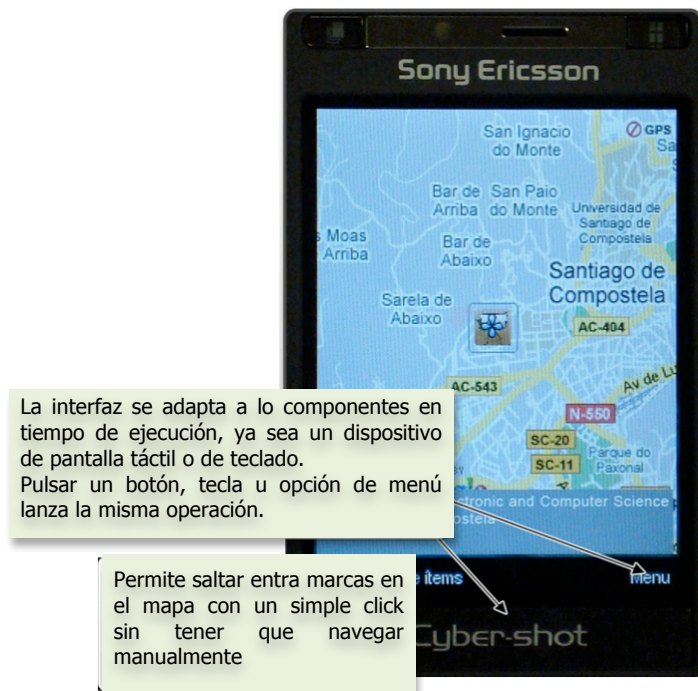 Sony Ericsson
San Ignacio
do Monte
GPS
Bar de
Arriba
San Paio
do Monte
Universidad de
Santiago de
Compostela
Moas
Arriba
Bar de
Abaixo
Santiago de
Compostela
Sarela de
Abaixo
AC-404
AC-543
Av de Lu
N-550
SC-20
SC-11
Parque do
Paxonal
La interfaz se adapta a lo componentes en
tiempo de ejecución, ya sea un dispositivo
de pantalla táctil o de teclado.
Pulsar un botón, tecla u opción de menú
lanza la misma operación.
and Computer Science
items
Menu
Permite saltar entra marcas en
el mapa con un simple click
sin tener que navegar
manualmente
Cyber-shot